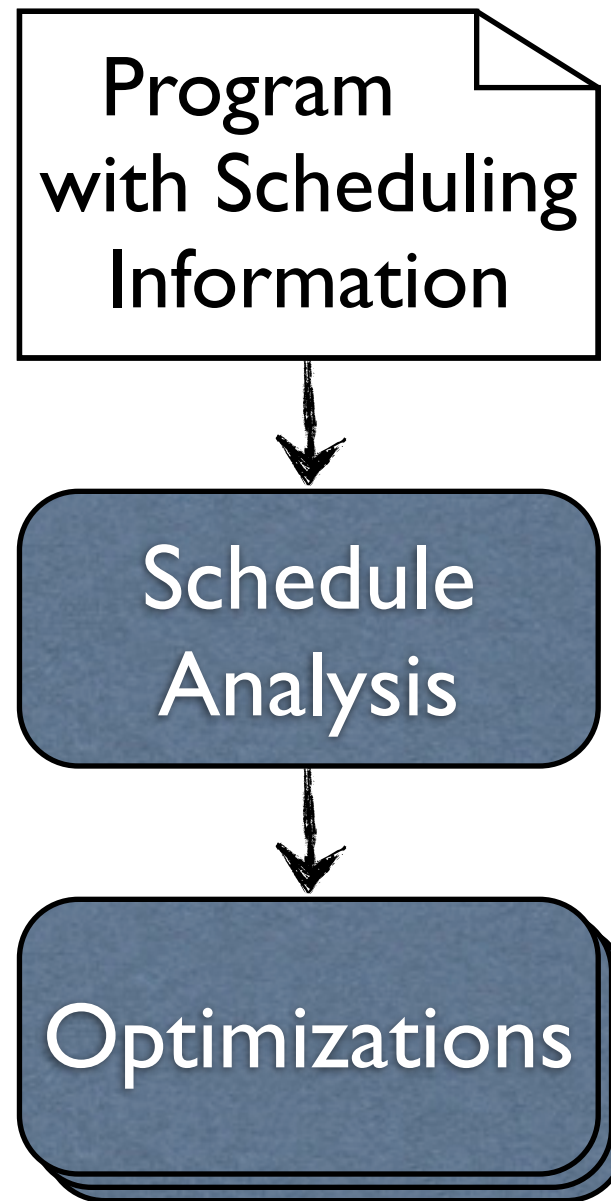 Program
with Scheduling
Information
Schedule
Analysis
Optimizations